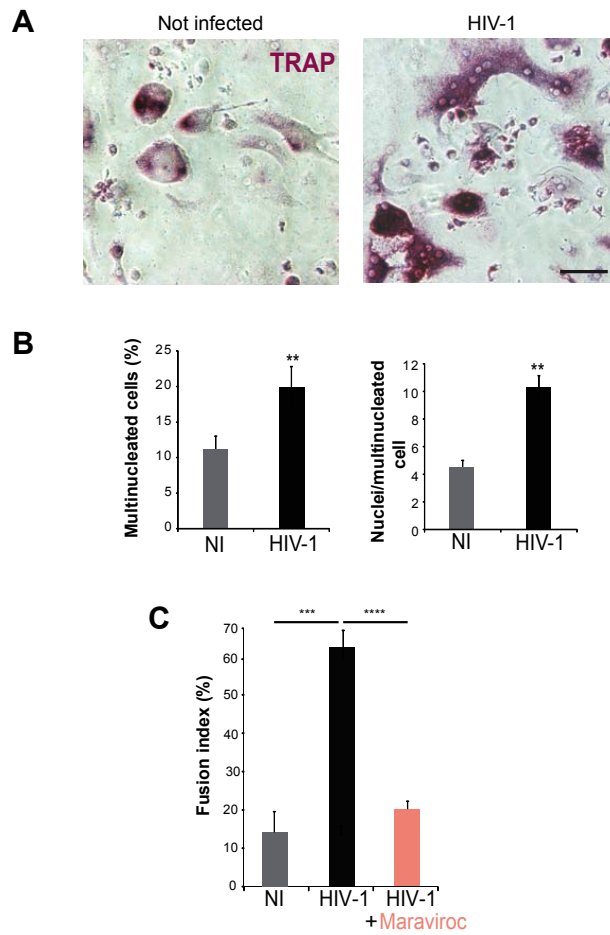 A
Not infected
HIV-1
TRAP
B
Multinucleated cells (%)
25
20
15
10
5
0
**
NI
HIV-1
Nuclei/multinucleated
cell
12
10
8
6
4
2
0
**
NI
HIV-1
C
Fusion index (%)
70
60
50
40
30
20
10
0
***
****
NI
HIV-1
HIV-1
+Maraviroc